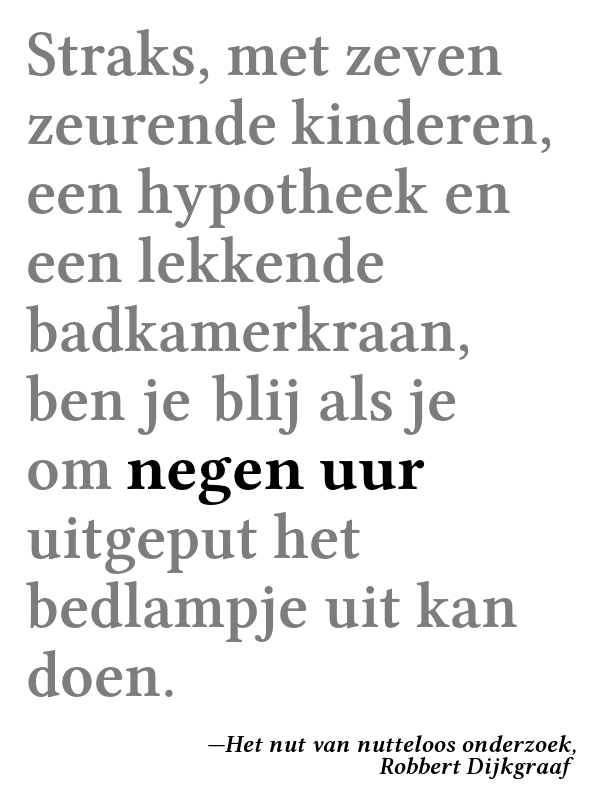 Straks, met zeven
zeurende kinderen,
een hypotheek en
een lekkende
badkamerkraan,
ben je blij als je
om negen uur
uitgeput het
bedlampje uit kan
doen.
—Het nut van nutteloos onderzoek,
Robbert Dijkgraaf